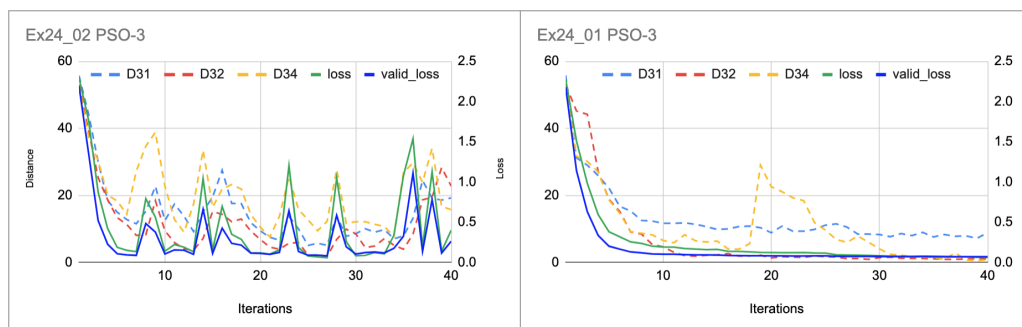 Ex24_02 PSO-3
60
D31
D32
D34
loss
valid_loss
2.5
40
20
0
2.0
1.5
1.0
0.5
0.0
Distance
Loss
10
20
30
40
Iterations
Ex24_01 PSO-3
60
D31
D32
D34
loss
valid_loss
2.5
40
20
0
2.0
1.5
1.0
0.5
0.0
10
20
30
40
Iterations